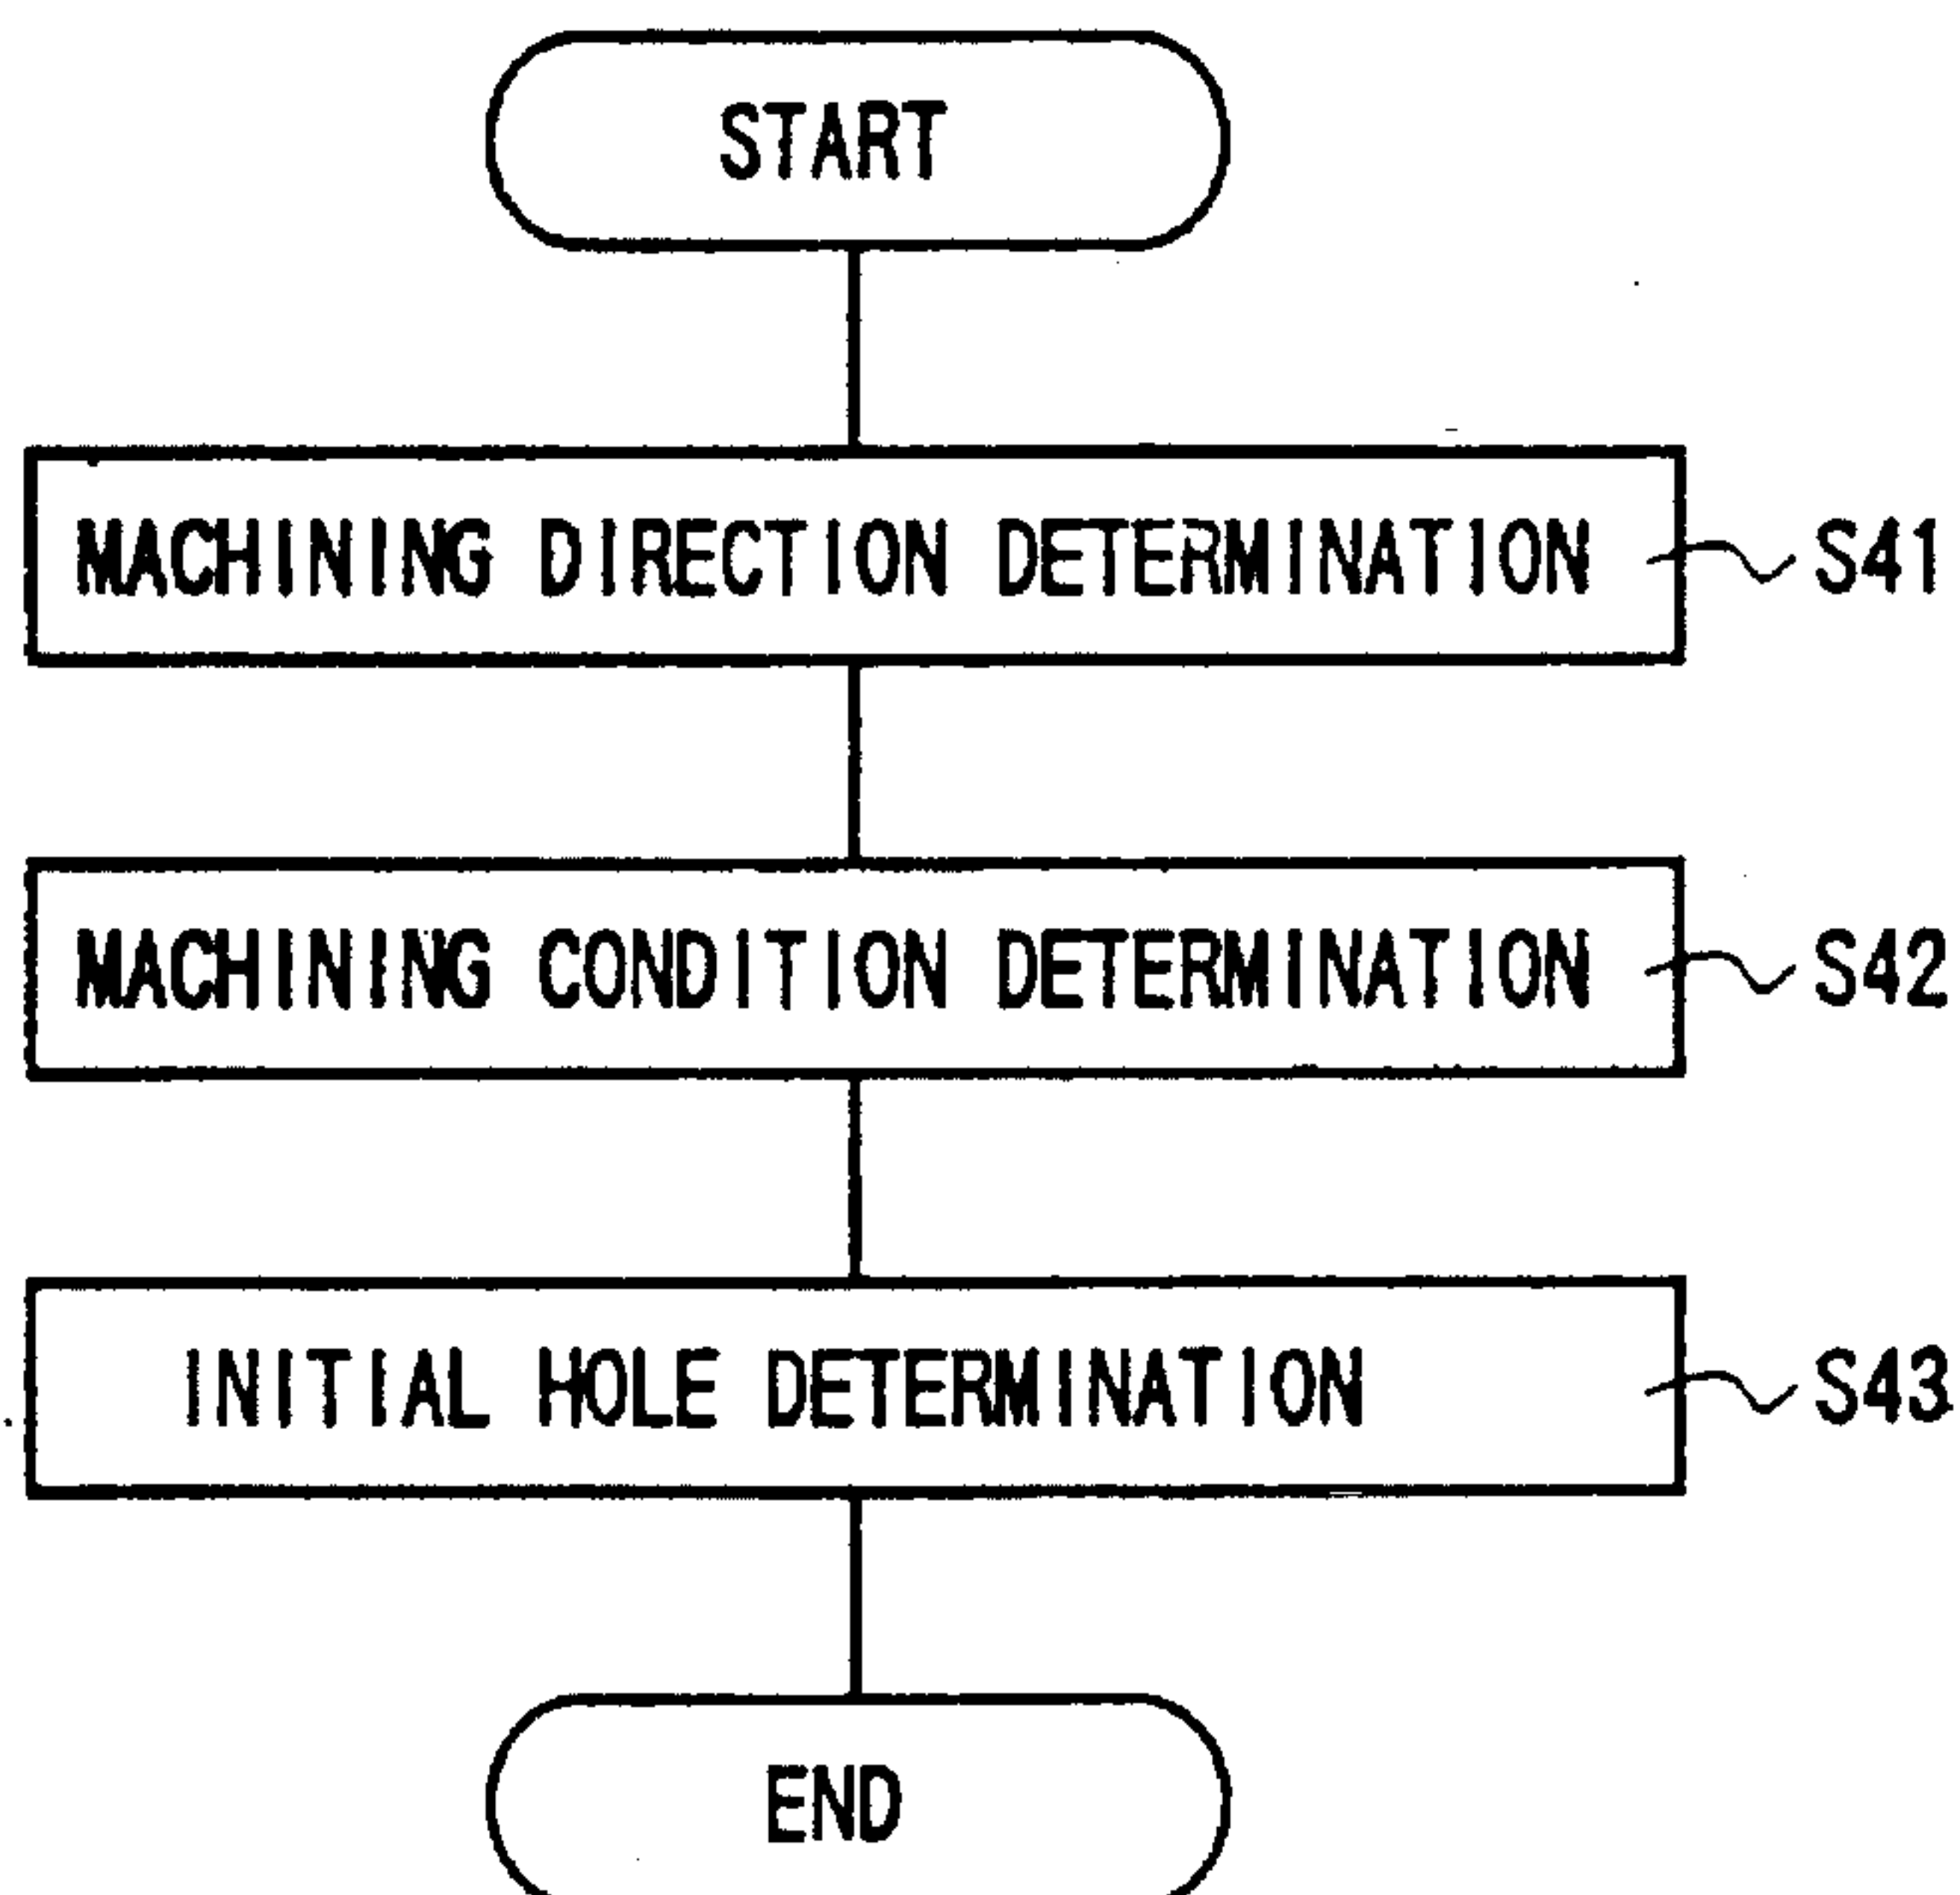 START
MACHINING DIRECTION DETERMINATION S41
MACHINING CONDITION DETERMINATION S42
INITIAL HOLE DETERMINATION S43
END